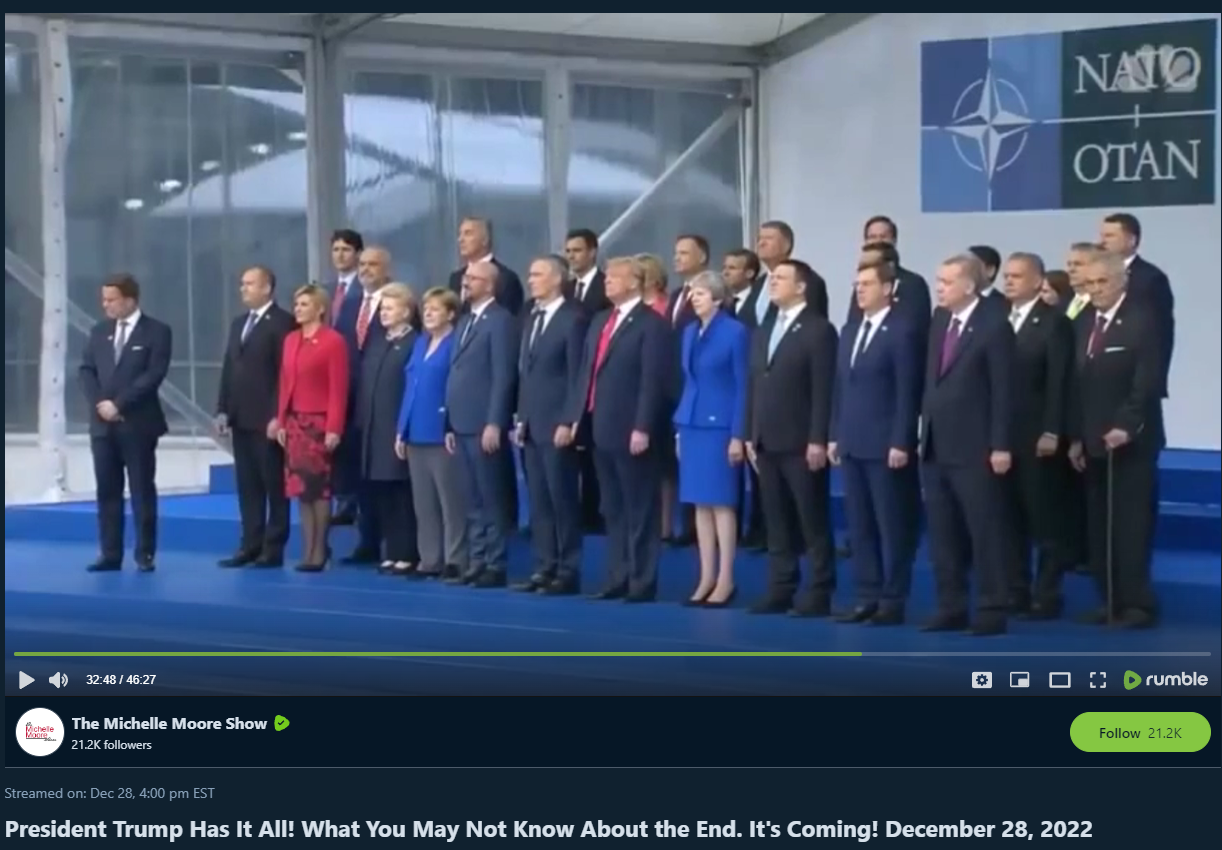 NATO
OTAN
32:48 / 46:27
rumble
The Michelle Moore Show
21.2K followers
Follow 21.2K
Streamed on: Dec 28, 4:00 pm EST
President Trump Has It All! What You May Not Know About the End. It's Coming! December 28, 2022